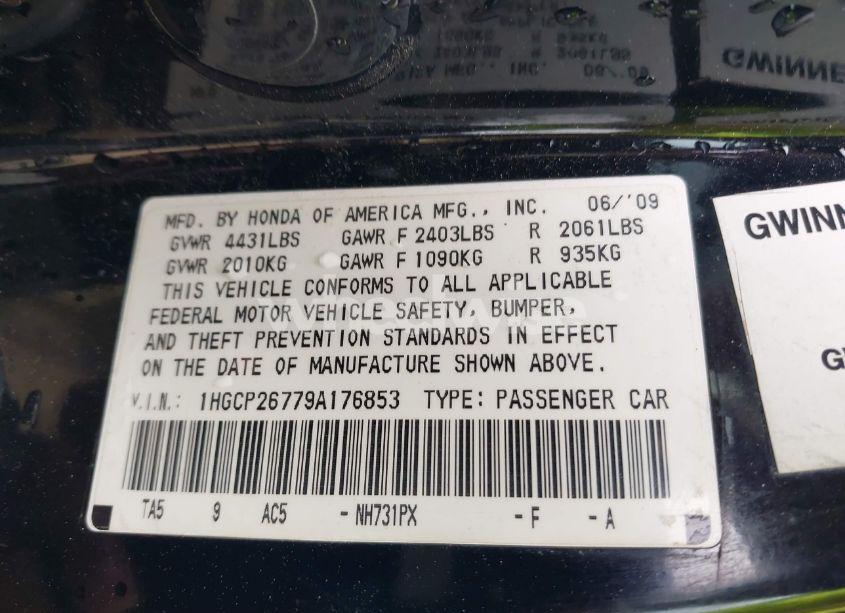 MFD. BY HONDA OF AMERICA MFG., INC. 06/'09
GVWR 4431LBS GAWR F 2403LBS R 2061LBS
GVWR 2010KG GAWR F 1090KG R 935KG
THIS VEHICLE CONFORMS TO ALL APPLICABLE
FEDERAL MOTOR VEHICLE SAFETY, BUMPER,
AND THEFT PREVENTION STANDARDS IN EFFECT
ON THE DATE OF MANUFACTURE SHOWN ABOVE.
V.I.N.: 1HGCP26779A176853 TYPE: PASSENGER CAR
TA5 9 AC5 - NH731PX - F - A
GWINN